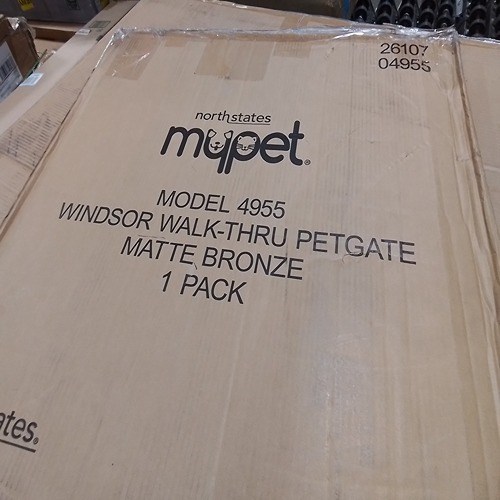 26107
04955
northstates
mypet®
MODEL 4955
WINDSOR WALK-THRU PETGATE
MATTE BRONZE
1 PACK
ates®